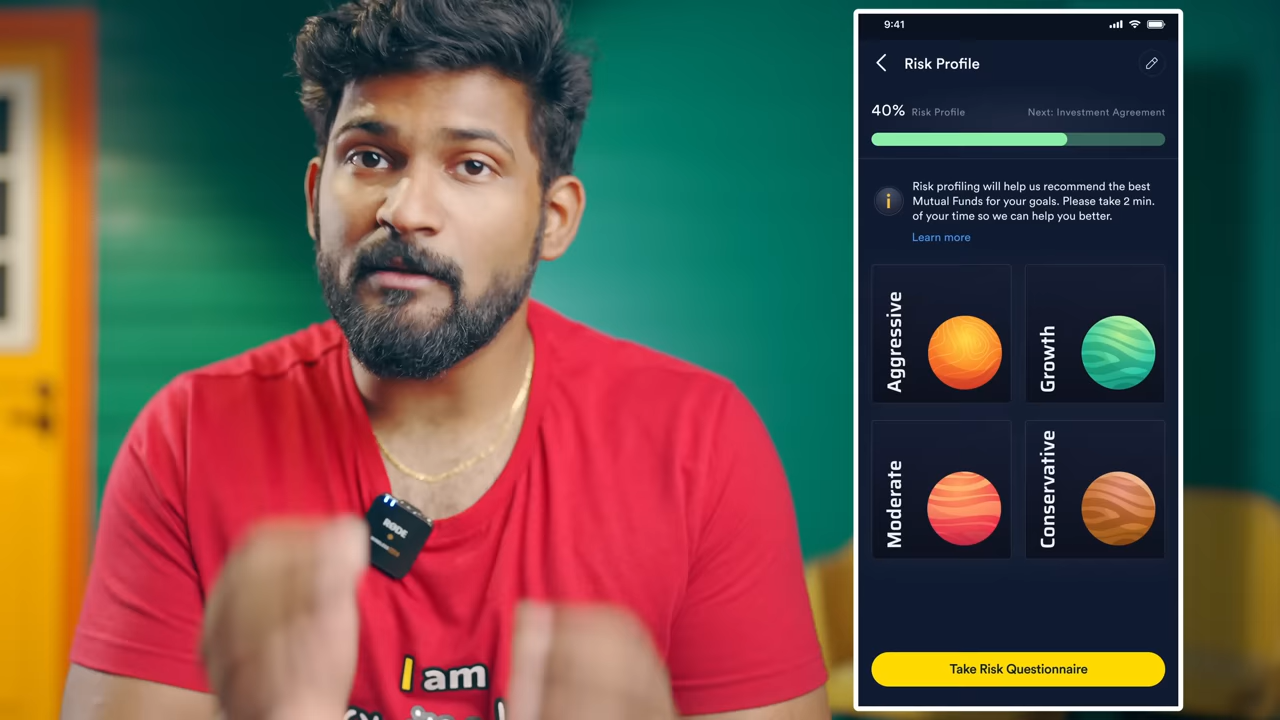 9:41
Risk Profile
40% Risk Profile
Next: Investment Agreement
i
Risk profiling will help us recommend the best
Mutual Funds for your goals. Please take 2 min.
of your time so we can help you better.
Learn more
Aggressive
Growth
Moderate
Conservative
Take Risk Questionnaire
RØDE
I am